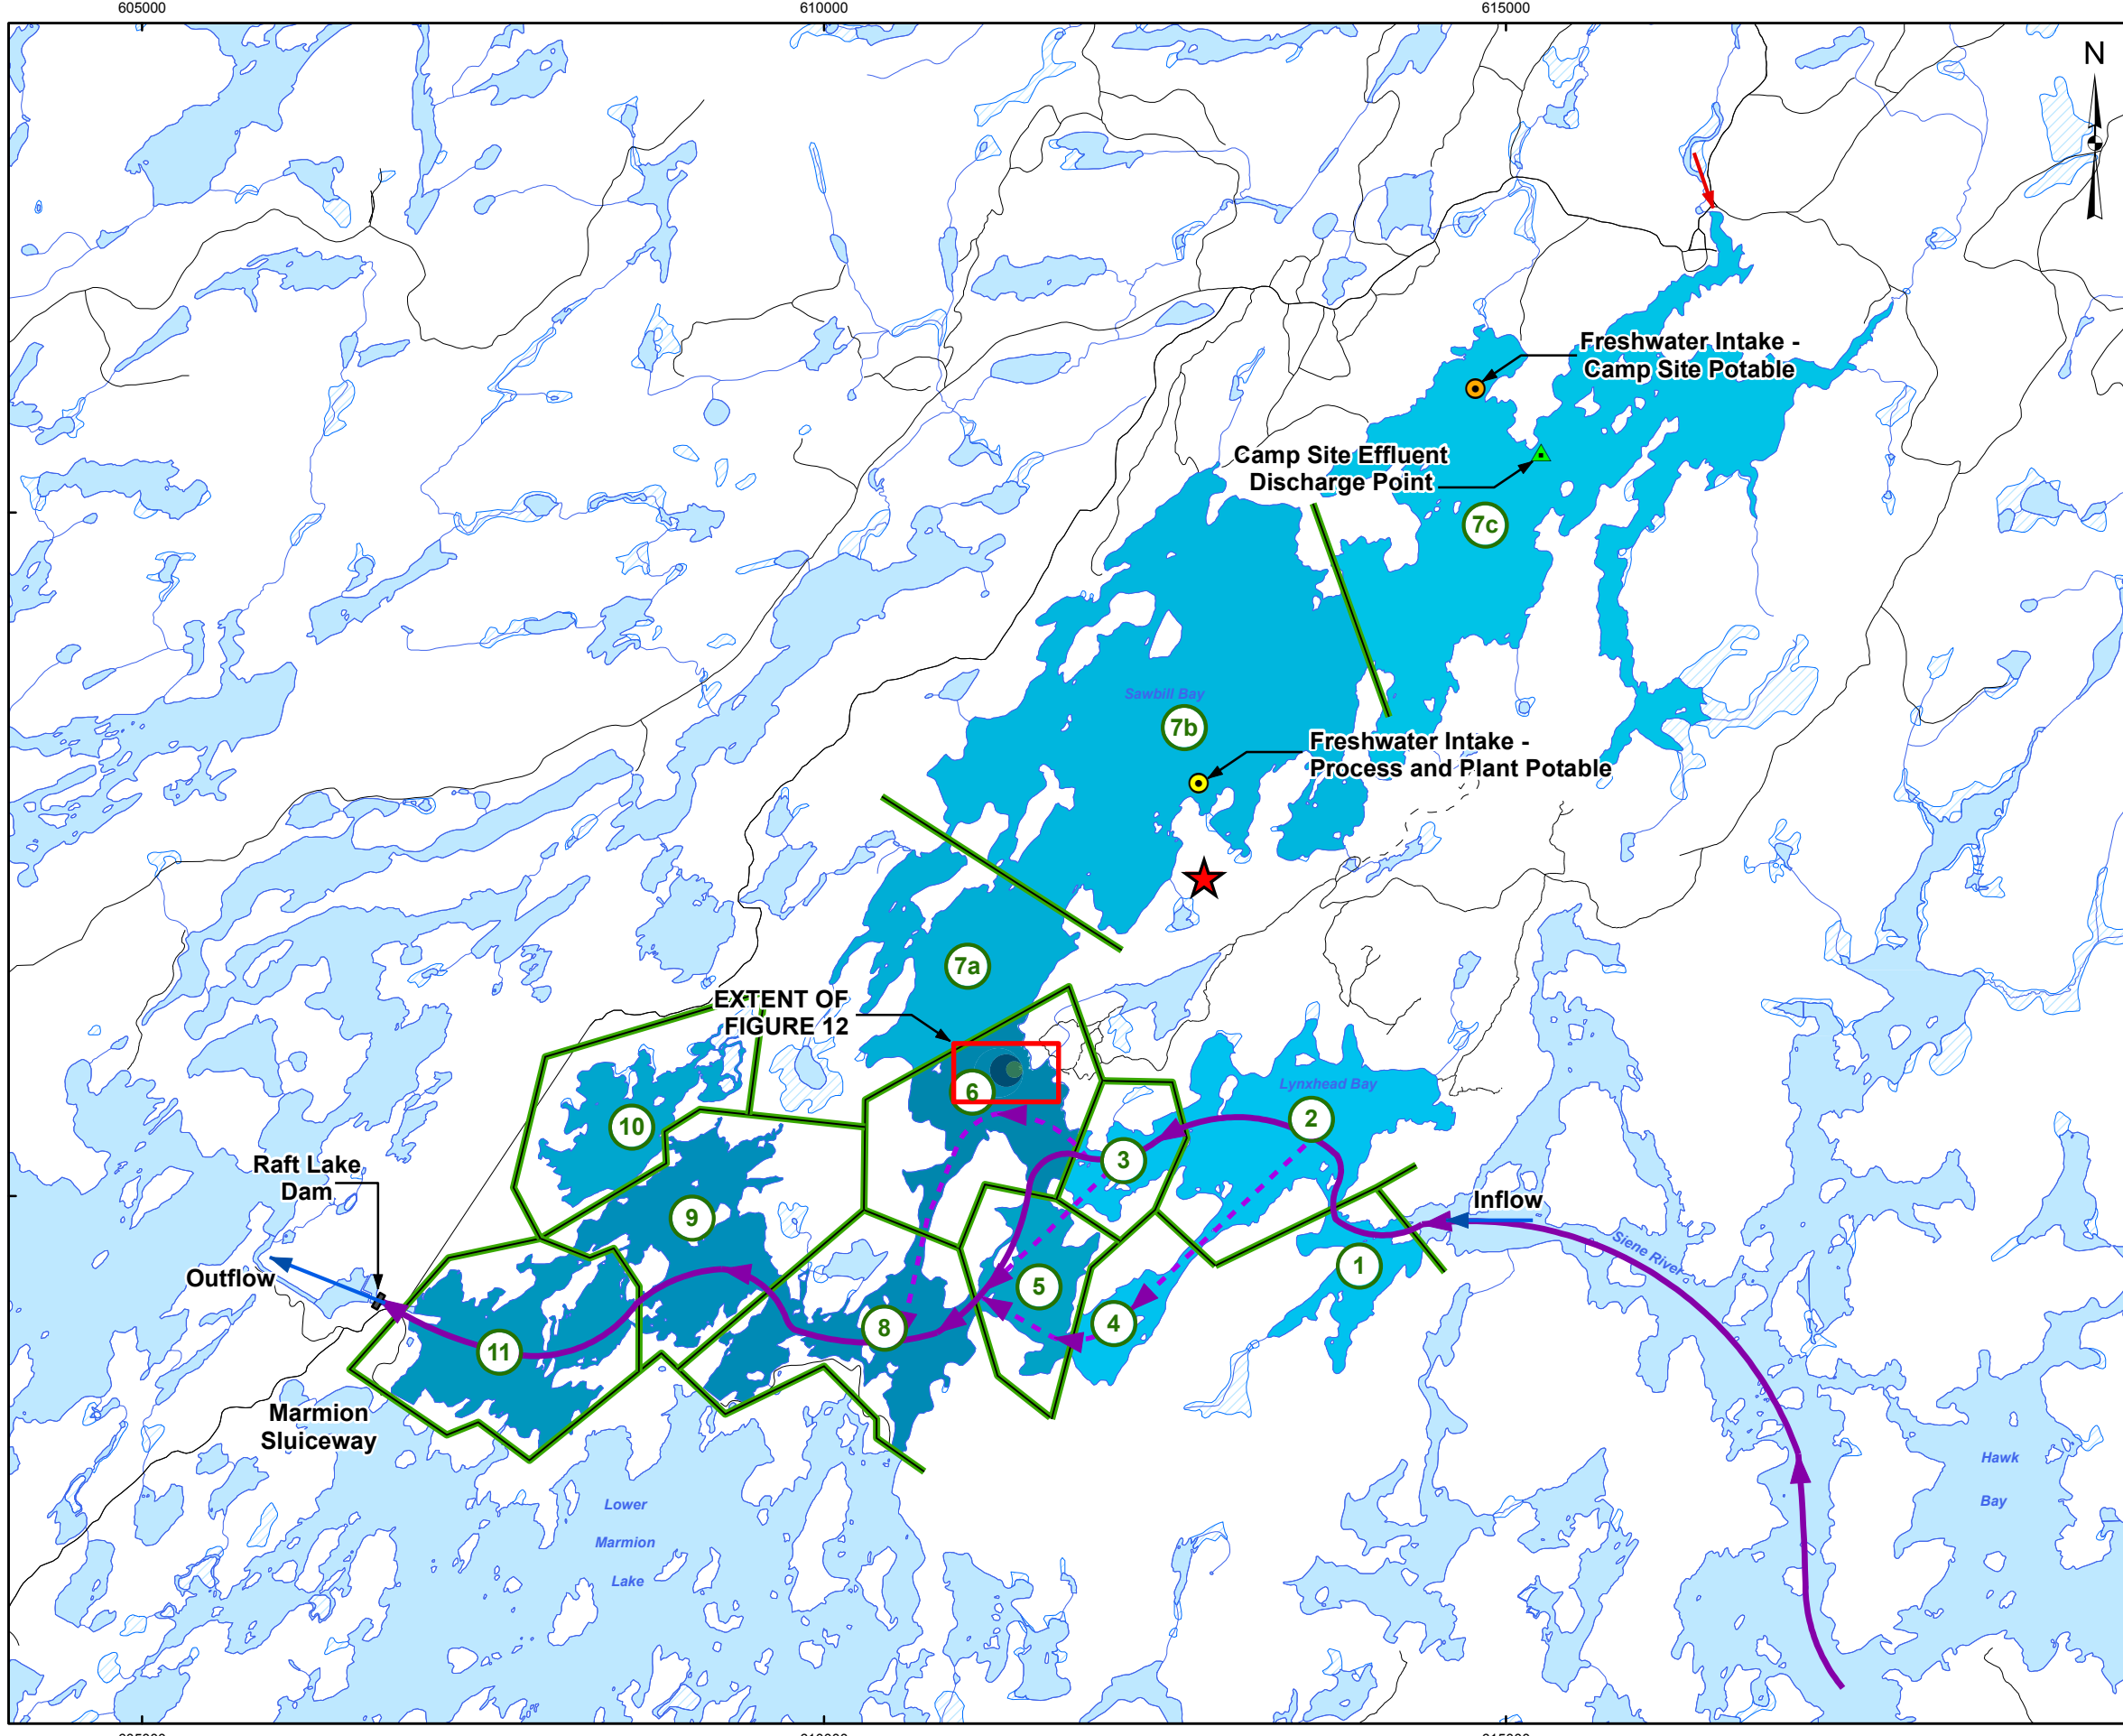 605000
610000
615000
N
Freshwater Intake -
Camp Site Potable
Camp Site Effluent
Discharge Point
7c
Sawbill Bay
7b
Freshwater Intake -
Process and Plant Potable
7a
EXTENT OF
FIGURE 12
6
Lynxhead Bay
2
10
3
Raft Lake
Dam
9
Inflow
Siene River
1
Outflow
5
4
8
11
Marmion
Sluiceway
Hawk
Bay
Lower
Marmion
Lake